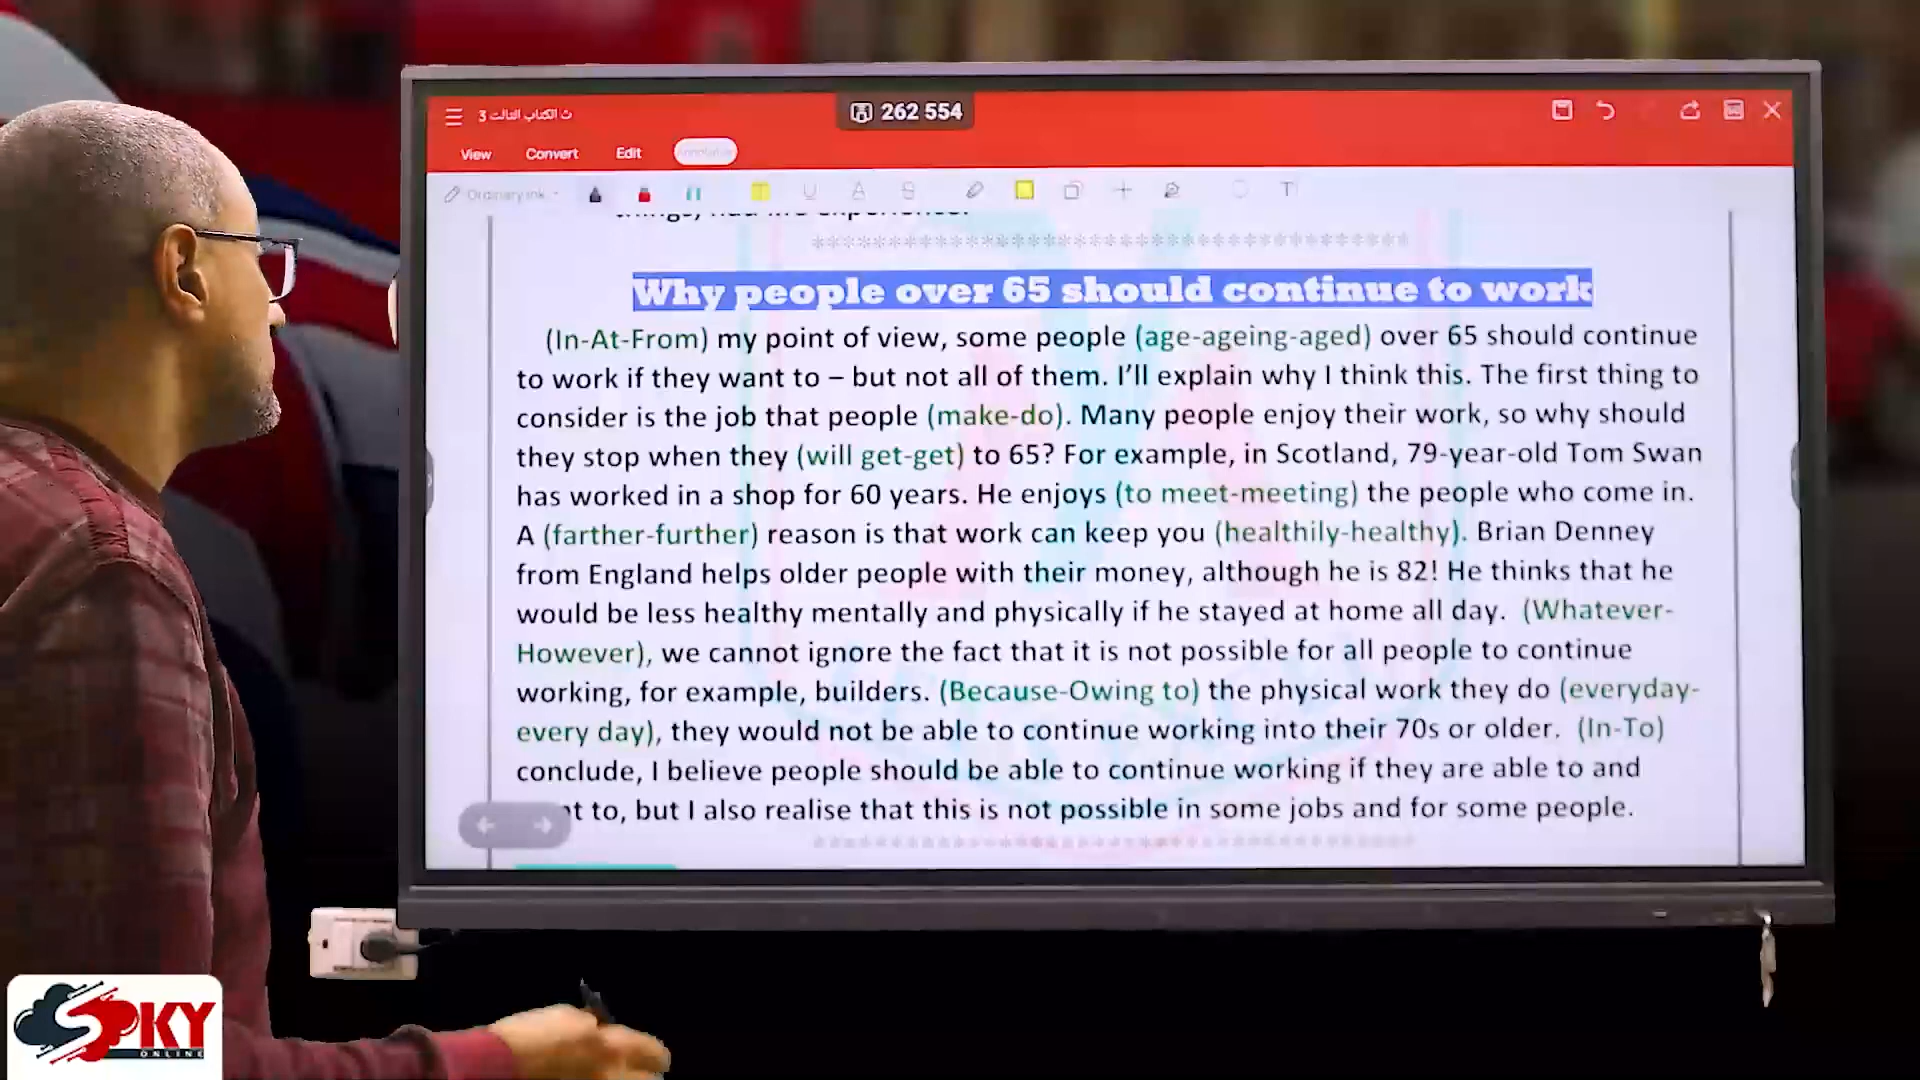 ث الكتاب التالت 3
262 554
View Convert Edit
Ordinary ink
Why people over 65 should continue to work
(In-At-From) my point of view, some people (age-ageing-aged) over 65 should continue
to work if they want to – but not all of them. I'll explain why I think this. The first thing to
consider is the job that people (make-do). Many people enjoy their work, so why should
they stop when they (will get-get) to 65? For example, in Scotland, 79-year-old Tom Swan
has worked in a shop for 60 years. He enjoys (to meet-meeting) the people who come in.
A (farther-further) reason is that work can keep you (healthily-healthy). Brian Denney
from England helps older people with their money, although he is 82! He thinks that he
would be less healthy mentally and physically if he stayed at home all day. (Whatever-
However), we cannot ignore the fact that it is not possible for all people to continue
working, for example, builders. (Because-Owing to) the physical work they do (everyday-
every day), they would not be able to continue working into their 70s or older. (In-To)
conclude, I believe people should be able to continue working if they are able to and
to, but I also realise that this is not possible in some jobs and for some people.
SPKY
ONLINE